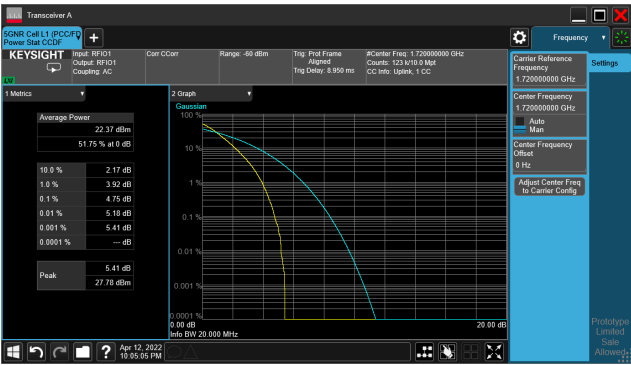 Transceiver A
5GNR Cell L1 (PCC/FD
Power Stat CCDF
Frequency
KEYSIGHT
LXI
Input: RFIO1
Output: RFIO1
Coupling: AC
Corr CCorr
Range: -60 dBm
Trig: Prot Frame
Aligned
Trig Delay: 8.950 ms
#Center Freq: 1.720000000 GHz
Counts: 123 k/10.0 Mpt
CC Info: Uplink, 1 CC
Carrier Reference
Frequency
1.720000000 GHz
Settings
Center Frequency
1.720000000 GHz
Auto
Man
Center Frequency
Offset
0 Hz
Adjust Center Freq
to Carrier Config
1 Metrics
Average Power
22.37 dBm
51.75 % at 0 dB
10.0 % 2.17 dB
1.0 % 3.92 dB
0.1 % 4.75 dB
0.01 % 5.18 dB
0.001 % 5.41 dB
0.0001 % --- dB
Peak
5.41 dB
27.78 dBm
2 Graph
Gaussian
100 %
10 %
1 %
0.1 %
0.01 %
0.001 %
0.0001 %
0.00 dB
20.00 dB
Info BW 20.000 MHz
Apr 12, 2022
10:05:05 PM
Prototype
Limited
Sale
Allowed